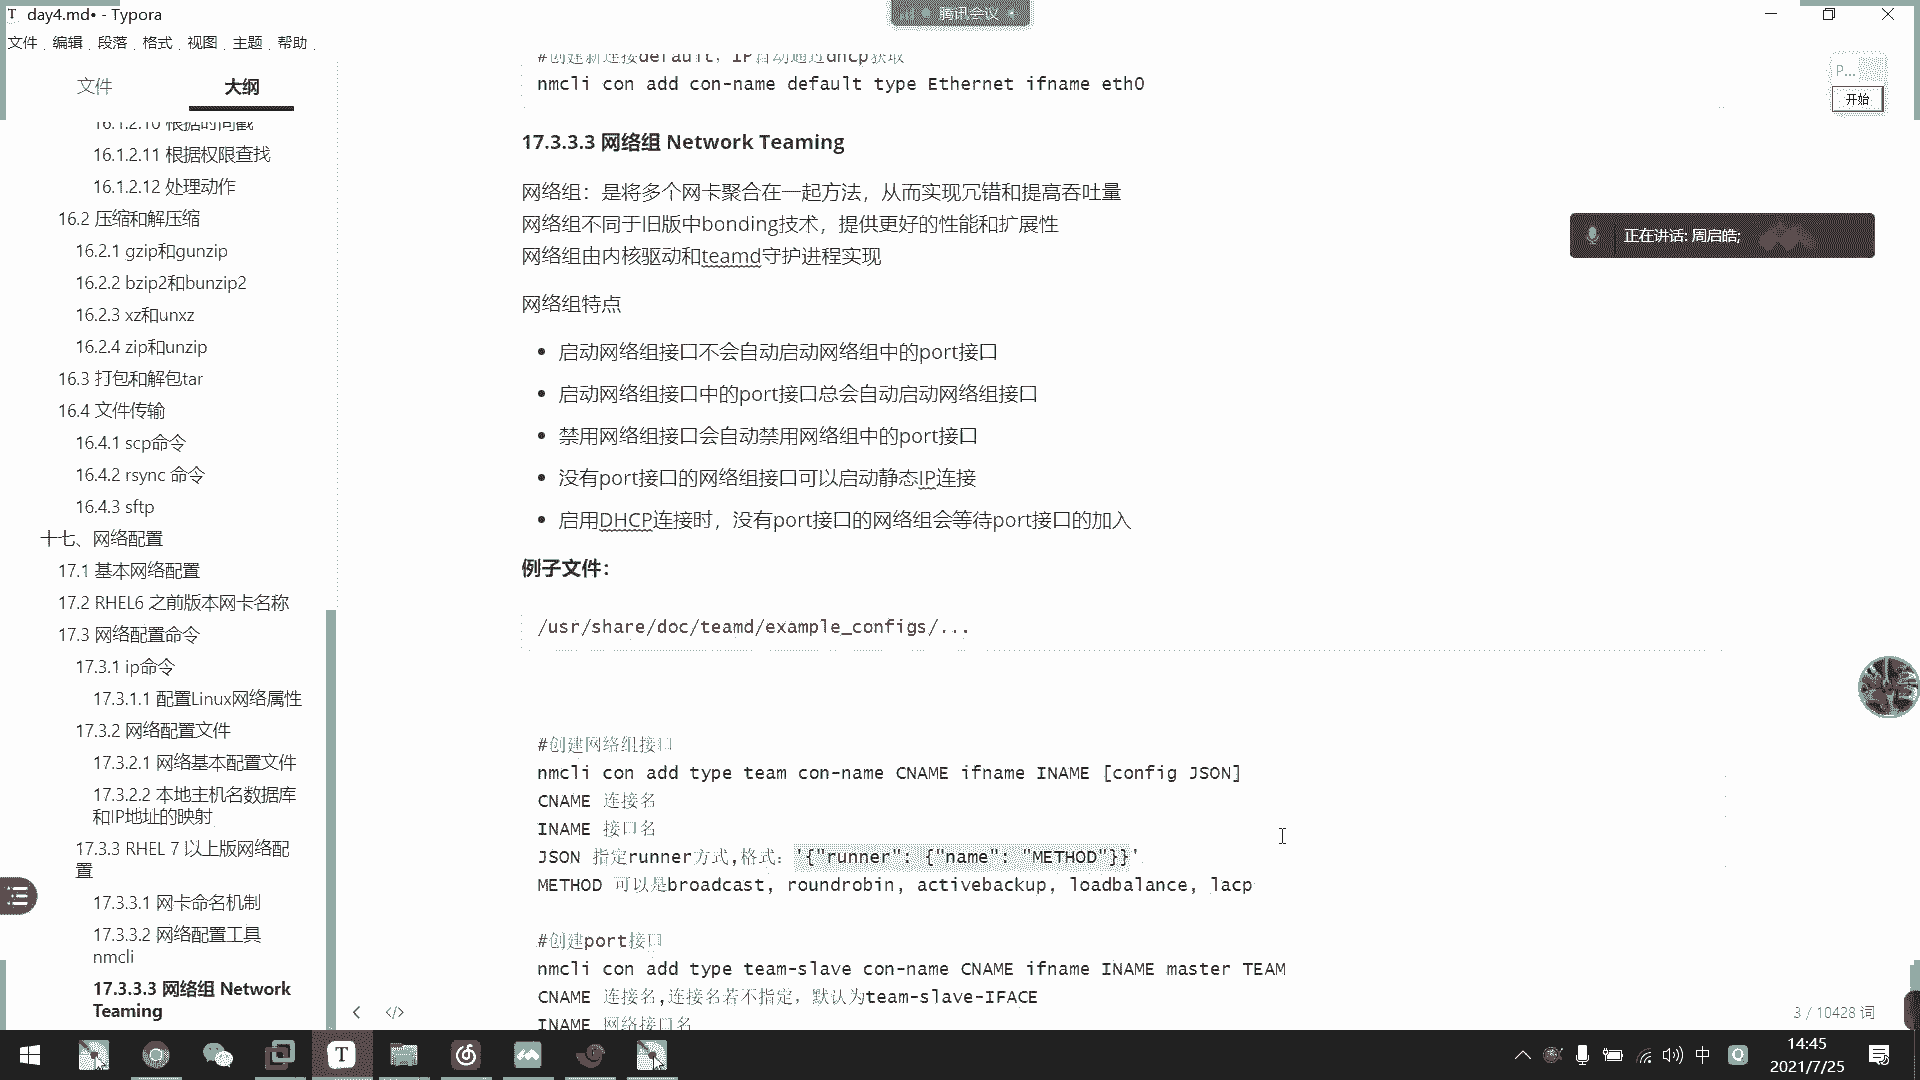 day4.md• - Typora
腾讯会议
文件 编辑 段落 格式 视图 主题 帮助
文件 大纲
16.1.2.10 根据时间戳
16.1.2.11 根据权限查找
16.1.2.12 处理动作
16.2 压缩和解压缩
16.2.1 gzip和gunzip
16.2.2 bzip2和bunzip2
16.2.3 xz和unxz
16.2.4 zip和unzip
16.3 打包和解包tar
16.4 文件传输
16.4.1 scp命令
16.4.2 rsync 命令
16.4.3 sftp
十七、网络配置
17.1 基本网络配置
17.2 RHEL6 之前版本网卡名称
17.3 网络配置命令
17.3.1 ip命令
17.3.1.1 配置Linux网络属性
17.3.2 网络配置文件
17.3.2.1 网络基本配置文件
17.3.2.2 本地主机名数据库
和IP地址的映射
17.3.3 RHEL 7 以上版网络配
置
17.3.3.1 网卡命名机制
17.3.3.2 网络配置工具
nmcli
17.3.3.3 网络组 Network
Teaming
#创建新连接default，IP自动通过dhcp获取
nmcli con add con-name default type Ethernet ifname eth0
17.3.3.3 网络组 Network Teaming
网络组：是将多个网卡聚合在一起方法，从而实现冗错和提高吞吐量
网络组不同于旧版中bonding技术，提供更好的性能和扩展性
网络组由内核驱动和teamd守护进程实现
网络组特点
• 启动网络组接口不会自动启动网络组中的port接口
• 启动网络组接口中的port接口总会自动启动网络组接口
• 禁用网络组接口会自动禁用网络组中的port接口
• 没有port接口的网络组接口可以启动静态IP连接
• 启用DHCP连接时，没有port接口的网络组会等待port接口的加入
例子文件：
/usr/share/doc/teamd/example_configs/...
#创建网络组接口
nmcli con add type team con-name CNAME ifname INAME [config JSON]
CNAME 连接名
INAME 接口名
JSON 指定runner方式,格式：'{"runner": {"name": "METHOD"}}'
METHOD 可以是broadcast, roundrobin, activebackup, loadbalance, lacp
#创建port接口
nmcli con add type team-slave con-name CNAME ifname INAME master TEAM
CNAME 连接名,连接名若不指定，默认为team-slave-IFACE
INAME 网络接口名
P...
开始
正在讲话: 周启皓;
3 / 10428 词
中
14:45
2021/7/25